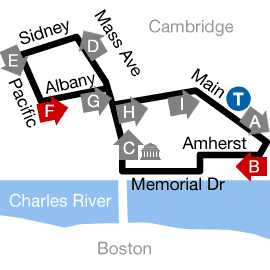 Cambridge
Sidney
Mass Ave
D
E
Main
Albany
Pacific
T
F
G
H
I
A
C
Amherst
B
Memorial Dr
Charles River
Boston